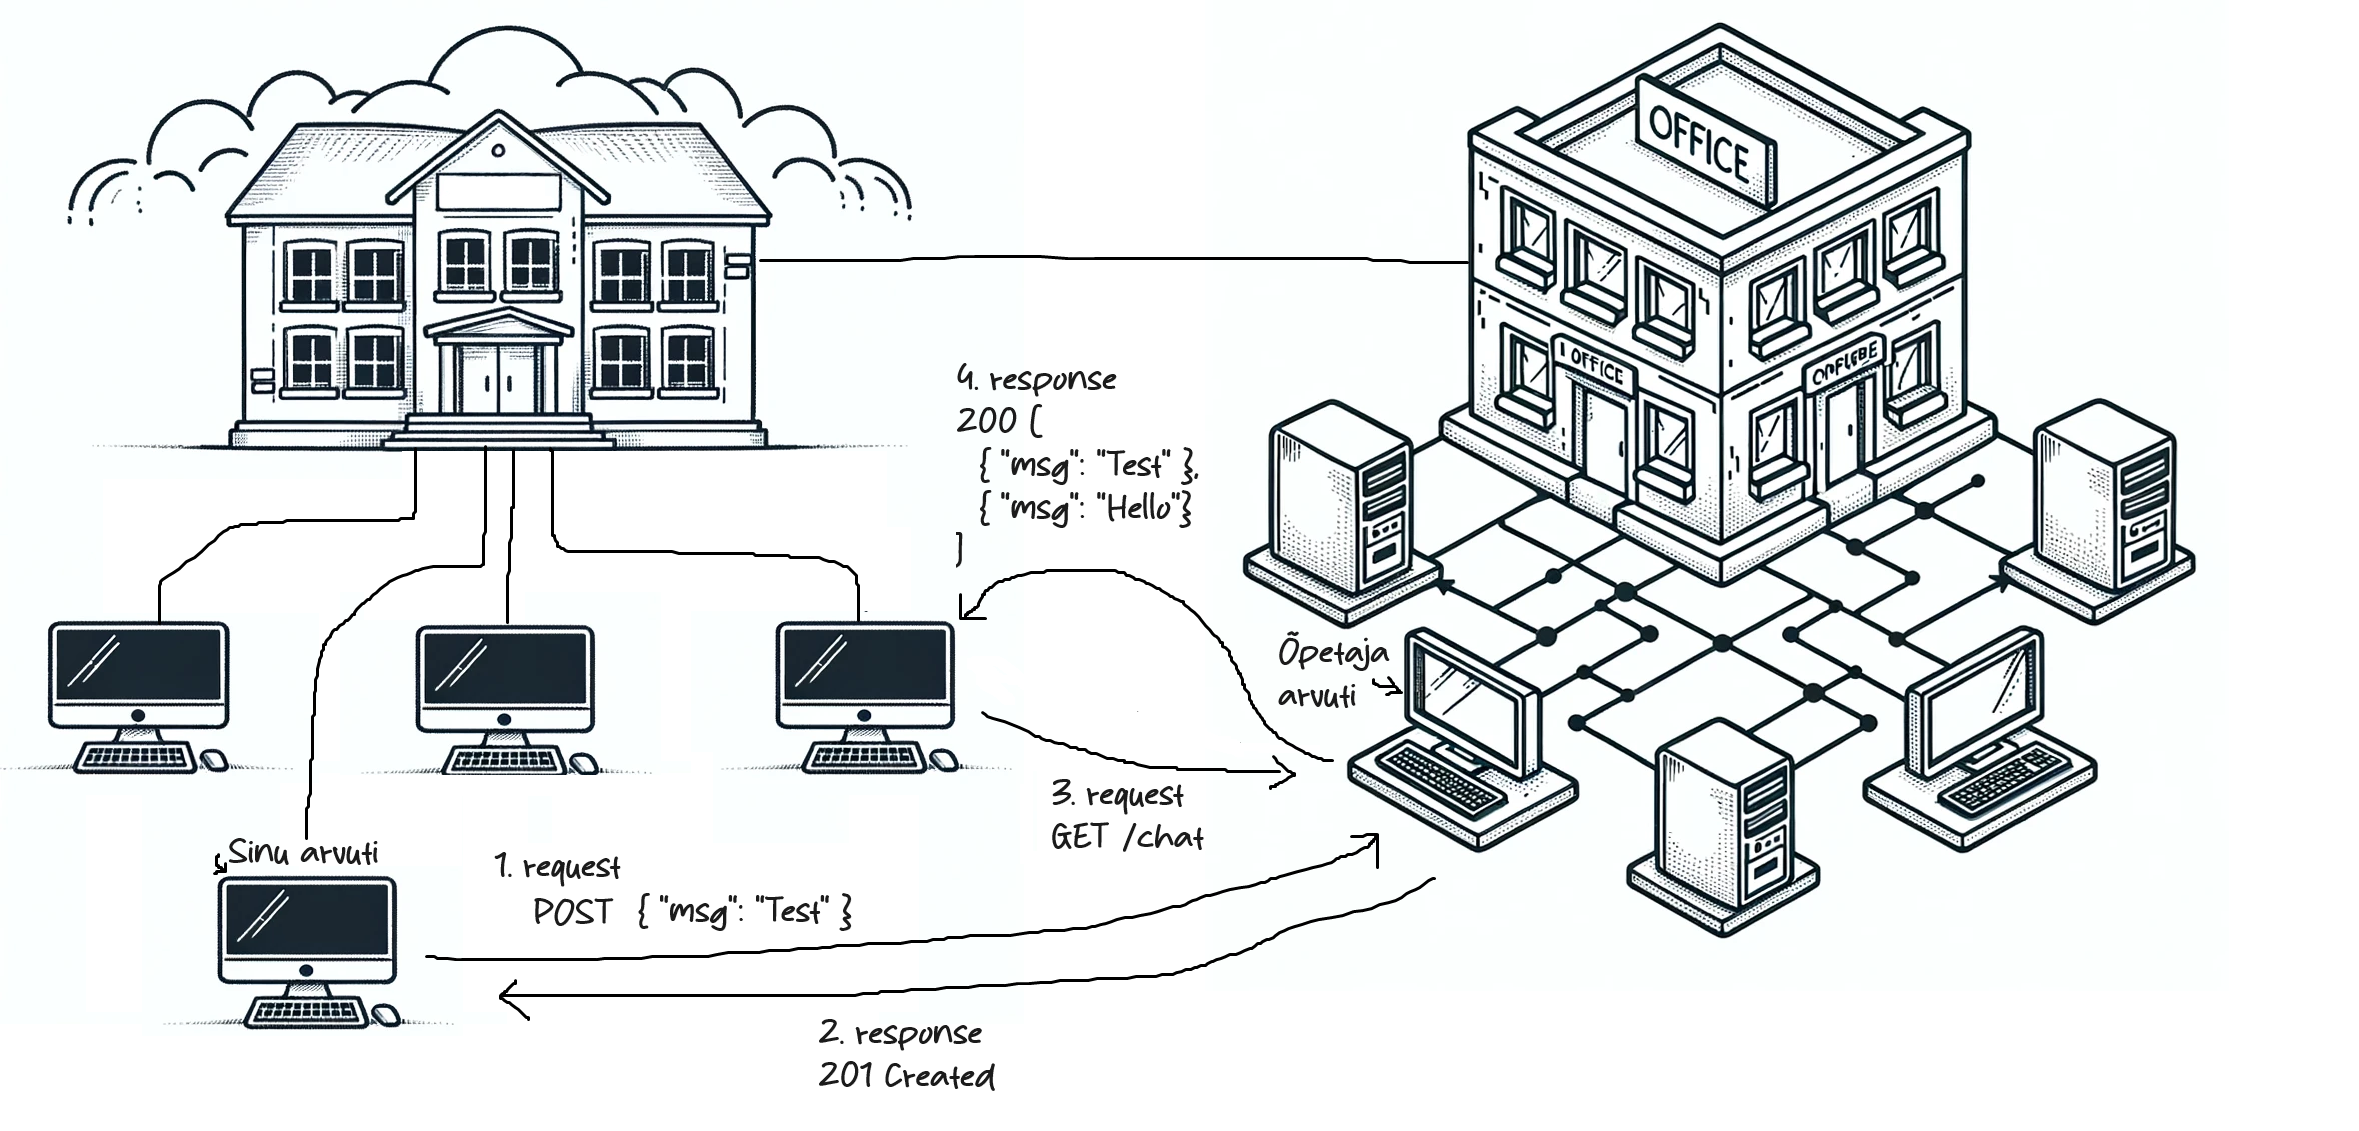 OFFICE
OFFICE
4. response
200 [
{ "msg": "Test" },
{ "msg": "Hello"}
]
Õpetaja
arvuti
3. request
GET /chat
Sinu arvuti
1. request
POST { "msg": "Test" }
2. response
201 Created